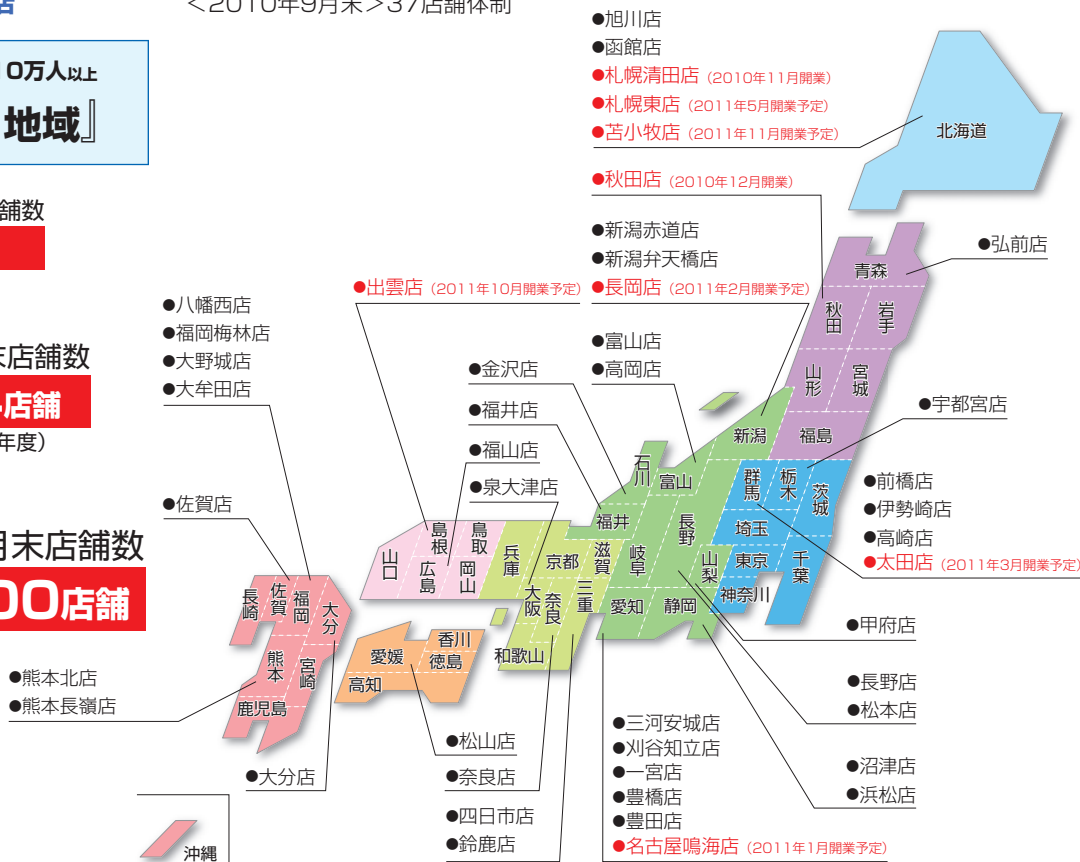 店
＜2010年9月末＞37店舗体制
0万人以上
地域』
舗数
末店舗数
店舗
年度）
月末店舗数
00店舗
●旭川店
●函館店
●札幌清田店（2010年11月開業）
●札幌東店（2011年5月開業予定）
●苫小牧店（2011年11月開業予定）
●秋田店（2010年12月開業）
●新潟赤道店
●新潟弁天橋店
●長岡店（2011年2月開業予定）
●出雲店（2011年10月開業予定）
●富山店
●高岡店
●弘前店
●宇都宮店
●八幡西店
●福岡梅林店
●大野城店
●大牟田店
●金沢店
●福井店
●福山店
●泉大津店
●佐賀店
●前橋店
●伊勢崎店
●高崎店
●太田店（2011年3月開業予定）
●甲府店
●長野店
●松本店
●沼津店
●浜松店
●熊本北店
●熊本長嶺店
●大分店
●松山店
●奈良店
●四日市店
●鈴鹿店
●三河安城店
●刈谷知立店
●一宮店
●豊橋店
●豊田店
●名古屋鳴海店（2011年1月開業予定）
北海道
青森
秋田
岩手
山形
宮城
福島
新潟
群馬
栃木
茨城
埼玉
東京
千葉
神奈川
石川
富山
福井
長野
岐阜
山梨
愛知
静岡
滋賀
京都
兵庫
大阪
奈良
三重
和歌山
鳥取
島根
岡山
広島
山口
香川
愛媛
徳島
高知
福岡
佐賀
長崎
大分
熊本
宮崎
鹿児島
沖縄